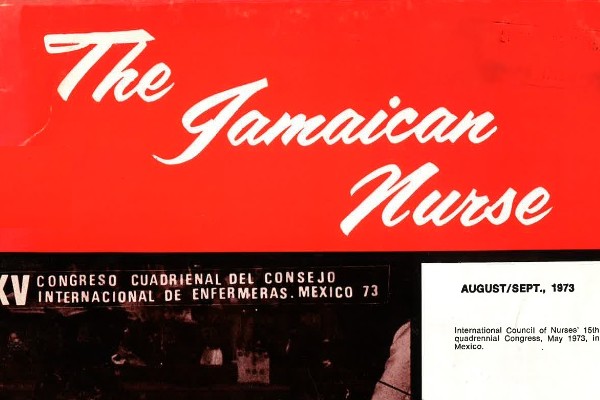 The
Jamaican
Nurse
XV CONGRESO CUADRIENAL DEL CONSEJO
INTERNACIONAL DE ENFERMERAS. MEXICO 73
AUGUST/SEPT., 1973
International Council of Nurses' 15th
quadrennial Congress, May 1973, in
Mexico.